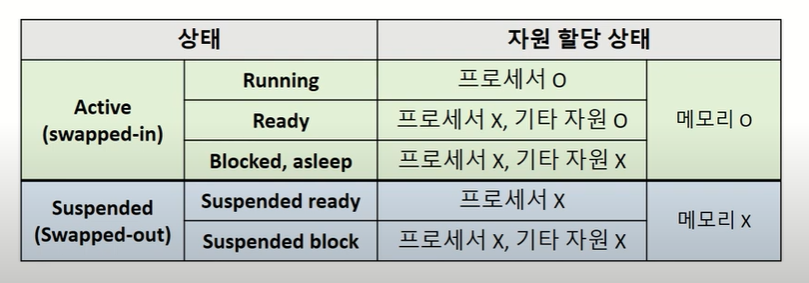 상태 자원 할당 상태
Active
(swapped-in)
Running 프로세서 O
Ready 프로세서 X, 기타 자원 O
Blocked, asleep 프로세서 X, 기타 자원 X
메모리 O
Suspended
(Swapped-out)
Suspended ready 프로세서 X
Suspended block 프로세서 X, 기타 자원 X
메모리 X